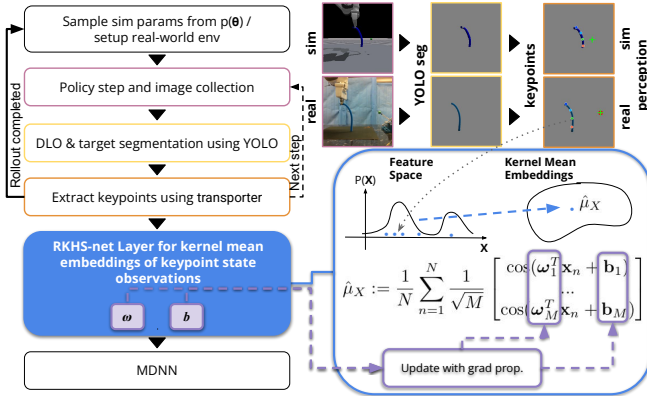 Sample sim params from p(θ) /
setup real-world env
Policy step and image collection
DLO & target segmentation using YOLO
Extract keypoints using transporter
RKHS-net Layer for kernel mean
embeddings of keypoint state
observations
ω , b
MDNN
Rollout completed
Next step
sim
real
YOLO seg
keypoints
sim
real
perception
Feature
Space
Kernel Mean
Embeddings
P(X)
X
μ̂_X
μ̂_X := 1/N ∑_{n=1}^{N} 1/√M [ cos(ω_1^T x_n + b_1)
...
cos(ω_M^T x_n + b_M) ]
Update with grad prop.